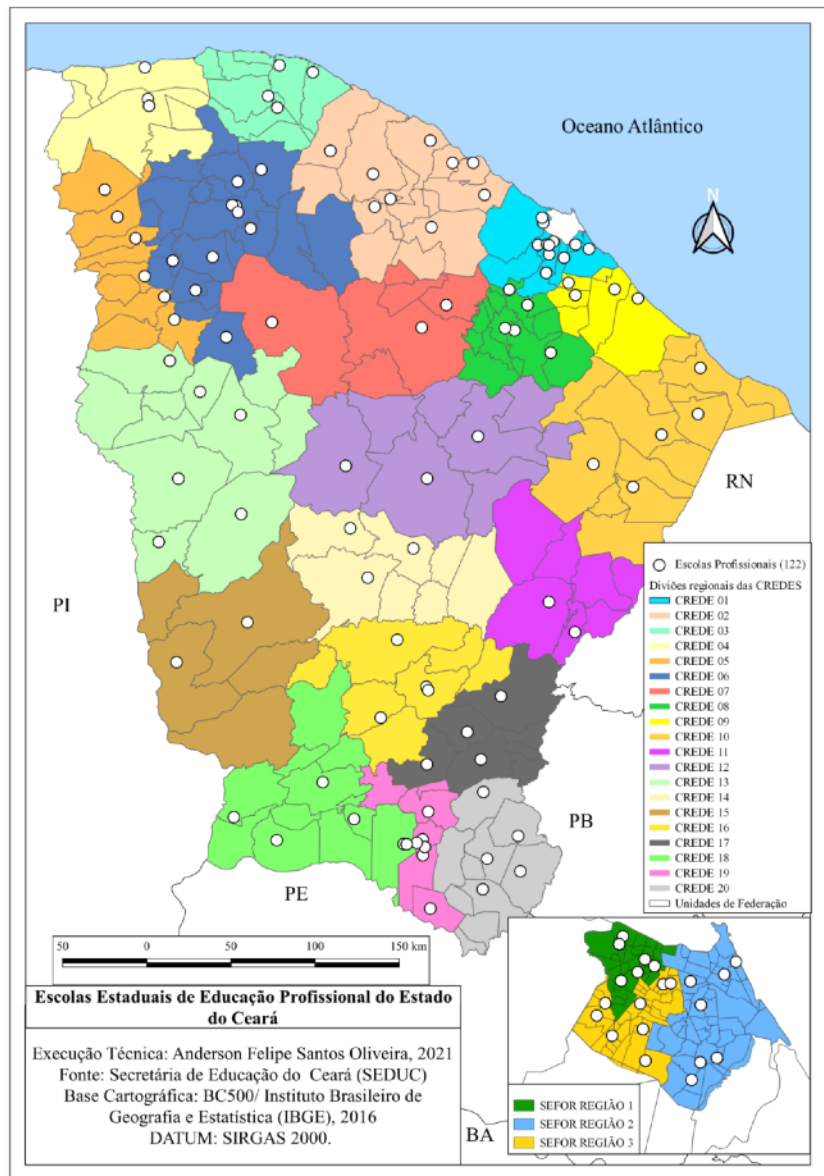 Oceano Atlântico
N
RN
PI
PB
PE
BA
Escolas Profissionais (122)
Diviões regionais das CREDES
CREDE 01
CREDE 02
CREDE 03
CREDE 04
CREDE 05
CREDE 06
CREDE 07
CREDE 08
CREDE 09
CREDE 10
CREDE 11
CREDE 12
CREDE 13
CREDE 14
CREDE 15
CREDE 16
CREDE 17
CREDE 18
CREDE 19
CREDE 20
Unidades de Federação
50 0 50 100 150 km
Escolas Estaduais de Educação Profissional do Estado
do Ceará
Execução Técnica: Anderson Felipe Santos Oliveira, 2021
Fonte: Secretária de Educação do Ceará (SEDUC)
Base Cartográfica: BC500/ Instituto Brasileiro de
Geografia e Estatística (IBGE), 2016
DATUM: SIRGAS 2000.
SEFOR REGIÃO 1
SEFOR REGIÃO 2
SEFOR REGIÃO 3